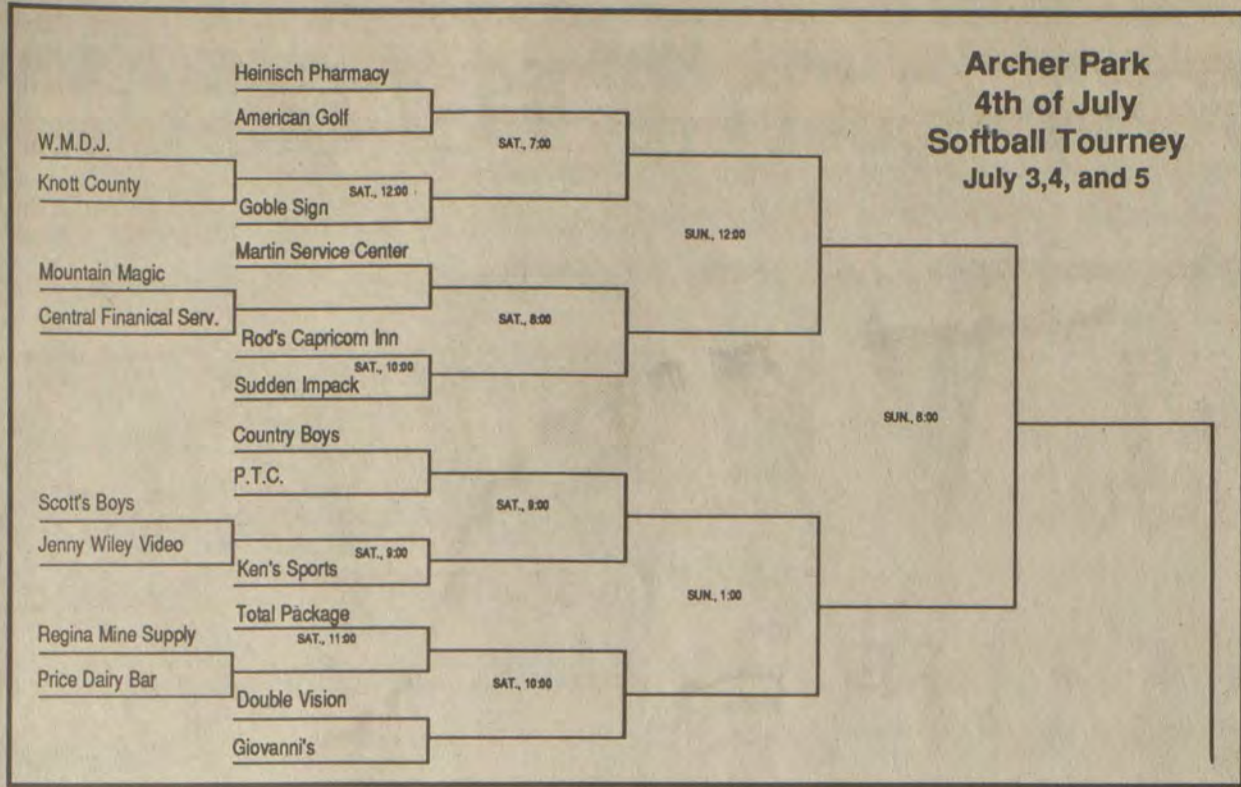 Archer Park
4th of July
Softball Tourney
July 3,4, and 5
Heinisch Pharmacy
American Golf
SAT., 7:00
W.M.D.J.
Knott County
SAT., 12:00
Goble Sign
SUN., 12:00
Martin Service Center
Mountain Magic
Central Finanical Serv.
SAT., 8:00
Rod's Capricorn Inn
SAT., 10:00
Sudden Impack
SUN., 6:00
Country Boys
P.T.C.
SAT., 9:00
Scott's Boys
Jenny Wiley Video
SAT., 9:00
Ken's Sports
SUN., 1:00
Total Package
SAT., 11:00
Regina Mine Supply
Price Dairy Bar
SAT., 10:00
Double Vision
Giovanni's